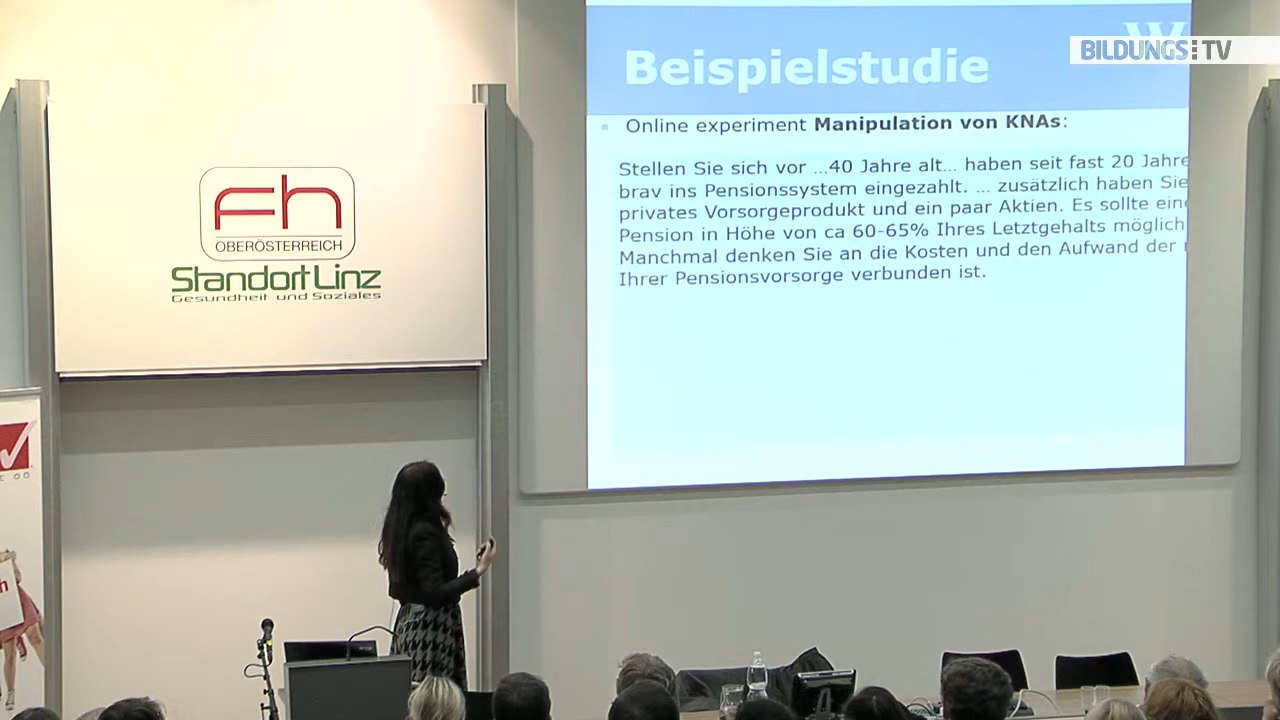 BILDUNGS TV
Beispielstudie
Online experiment Manipulation von KNAs:
Stellen Sie sich vor ...40 Jahre alt... haben seit fast 20 Jahre
brav ins Pensionssystem eingezahlt. ... zusätzlich haben Sie
privates Vorsorgeprodukt und ein paar Aktien. Es sollte eine
Pension in Höhe von ca 60-65% Ihres Letztgehalts möglich
Manchmal denken Sie an die Kosten und den Aufwand der
Ihrer Pensionsvorsorge verbunden ist.
fh
OBERÖSTERREICH
Standort Linz
Gesundheit und Soziales